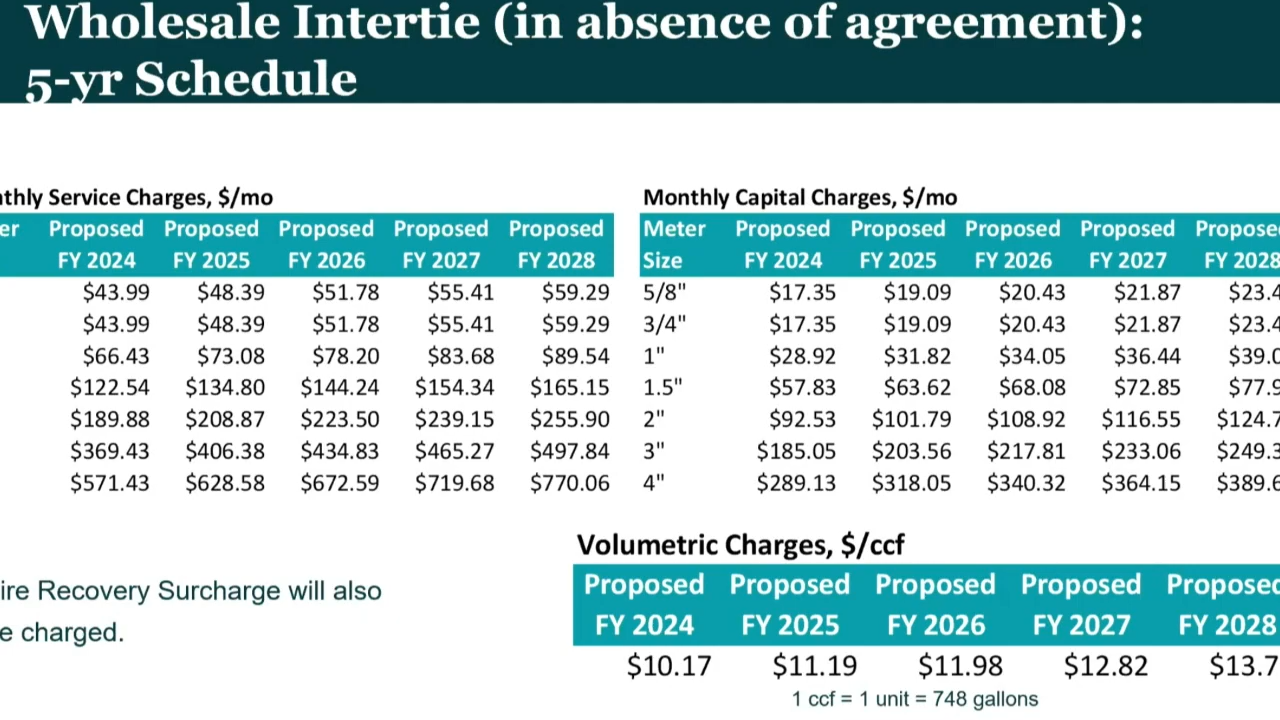 Wholesale Intertie (in absence of agreement):
5-yr Schedule
Service Charges, $/mo
Proposed Proposed Proposed Proposed Proposed
FY 2024 FY 2025 FY 2026 FY 2027 FY 2028
$43.99 $48.39 $51.78 $55.41 $59.29
$43.99 $48.39 $51.78 $55.41 $59.29
$66.43 $73.08 $78.20 $83.68 $89.54
$122.54 $134.80 $144.24 $154.34 $165.15
$189.88 $208.87 $223.50 $239.15 $255.90
$369.43 $406.38 $434.83 $465.27 $497.84
$571.43 $628.58 $672.59 $719.68 $770.06
Monthly Capital Charges, $/mo
Meter Proposed Proposed Proposed Proposed
Size FY 2024 FY 2025 FY 2026 FY 2027 FY 2028
5/8" $17.35 $19.09 $20.43 $21.87
3/4" $17.35 $19.09 $20.43 $21.87
1" $28.92 $31.82 $34.05 $36.44
1.5" $57.83 $63.62 $68.08 $72.85
2" $92.53 $101.79 $108.92 $116.55
3" $185.05 $203.56 $217.81 $233.06
4" $289.13 $318.05 $340.32 $364.15
Recovery Surcharge will also
charged.
Volumetric Charges, $/ccf
Proposed Proposed Proposed Proposed
FY 2024 FY 2025 FY 2026 FY 2027 FY 2028
$10.17 $11.19 $11.98 $12.82
1 ccf = 1 unit = 748 gallons